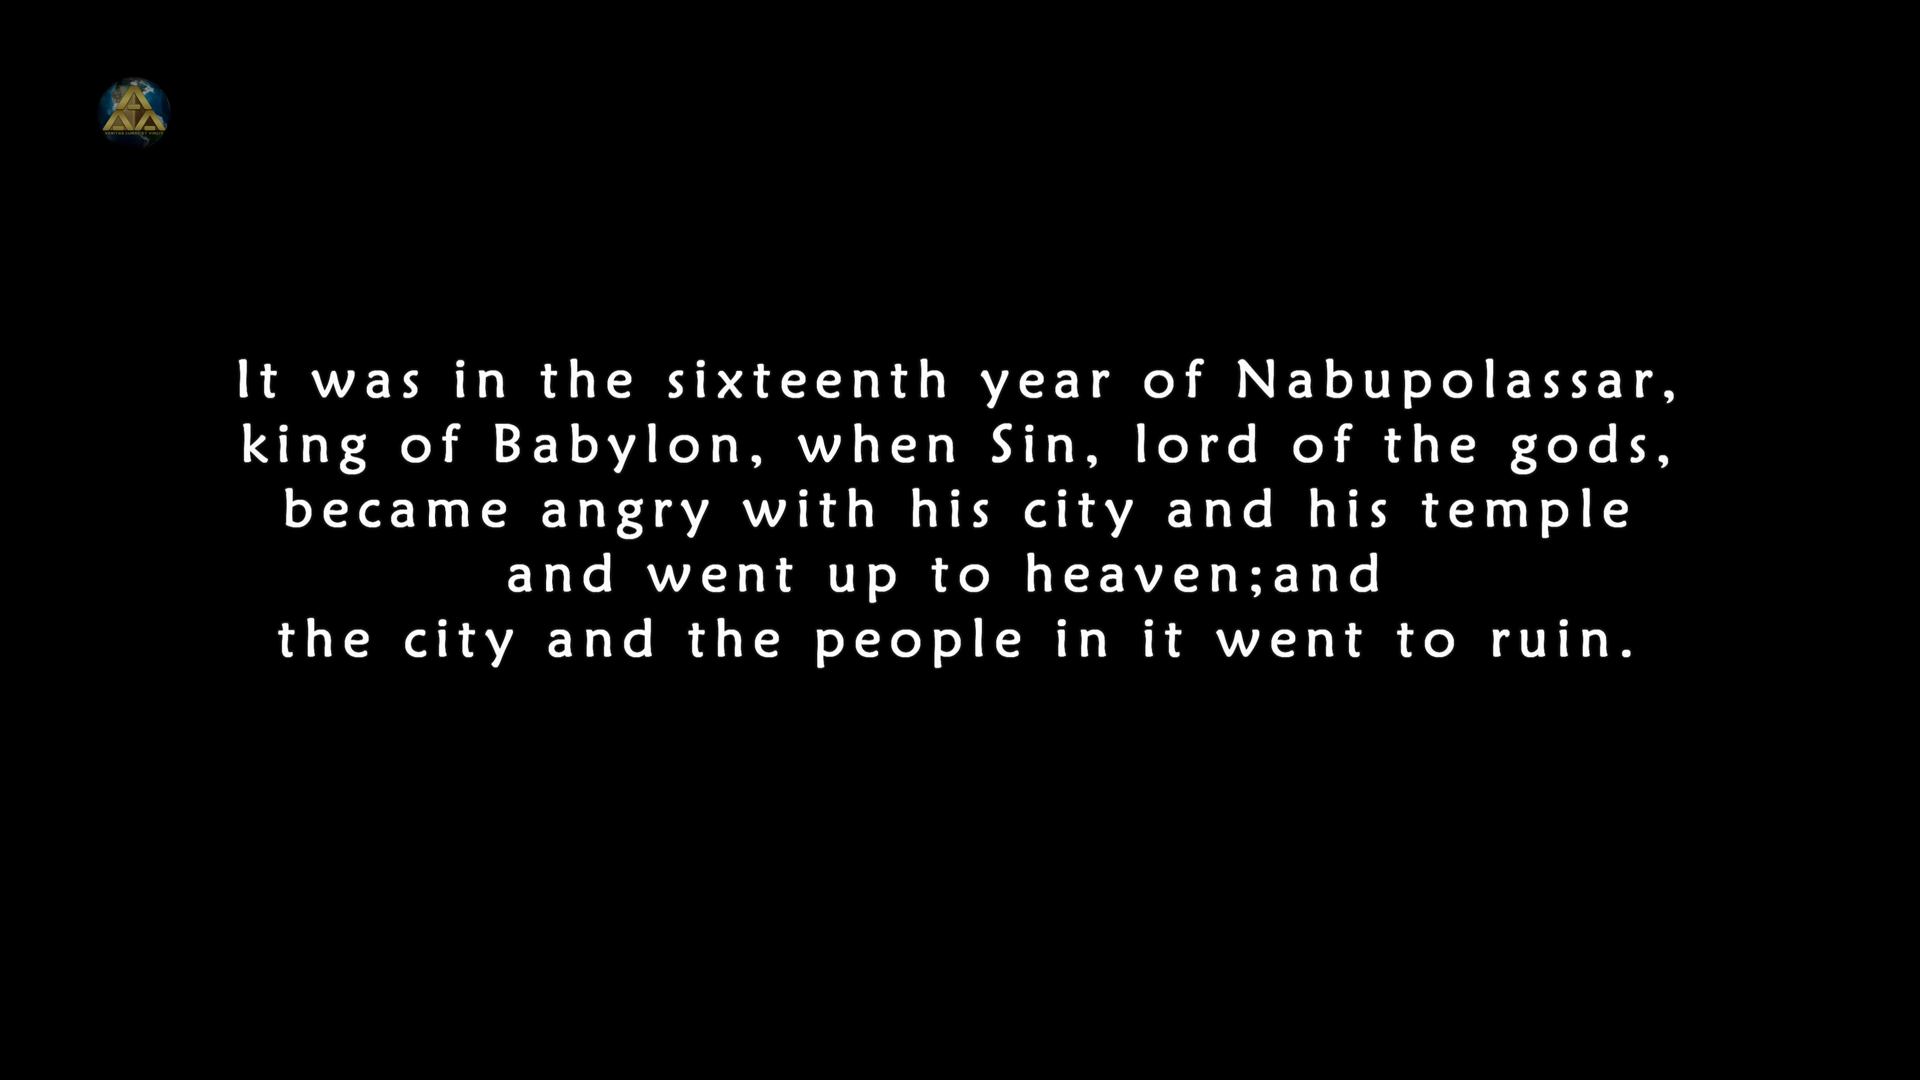 It was in the sixteenth year of Nabupolassar,
king of Babylon, when Sin, lord of the gods,
became angry with his city and his temple
and went up to heaven;and
the city and the people in it went to ruin.